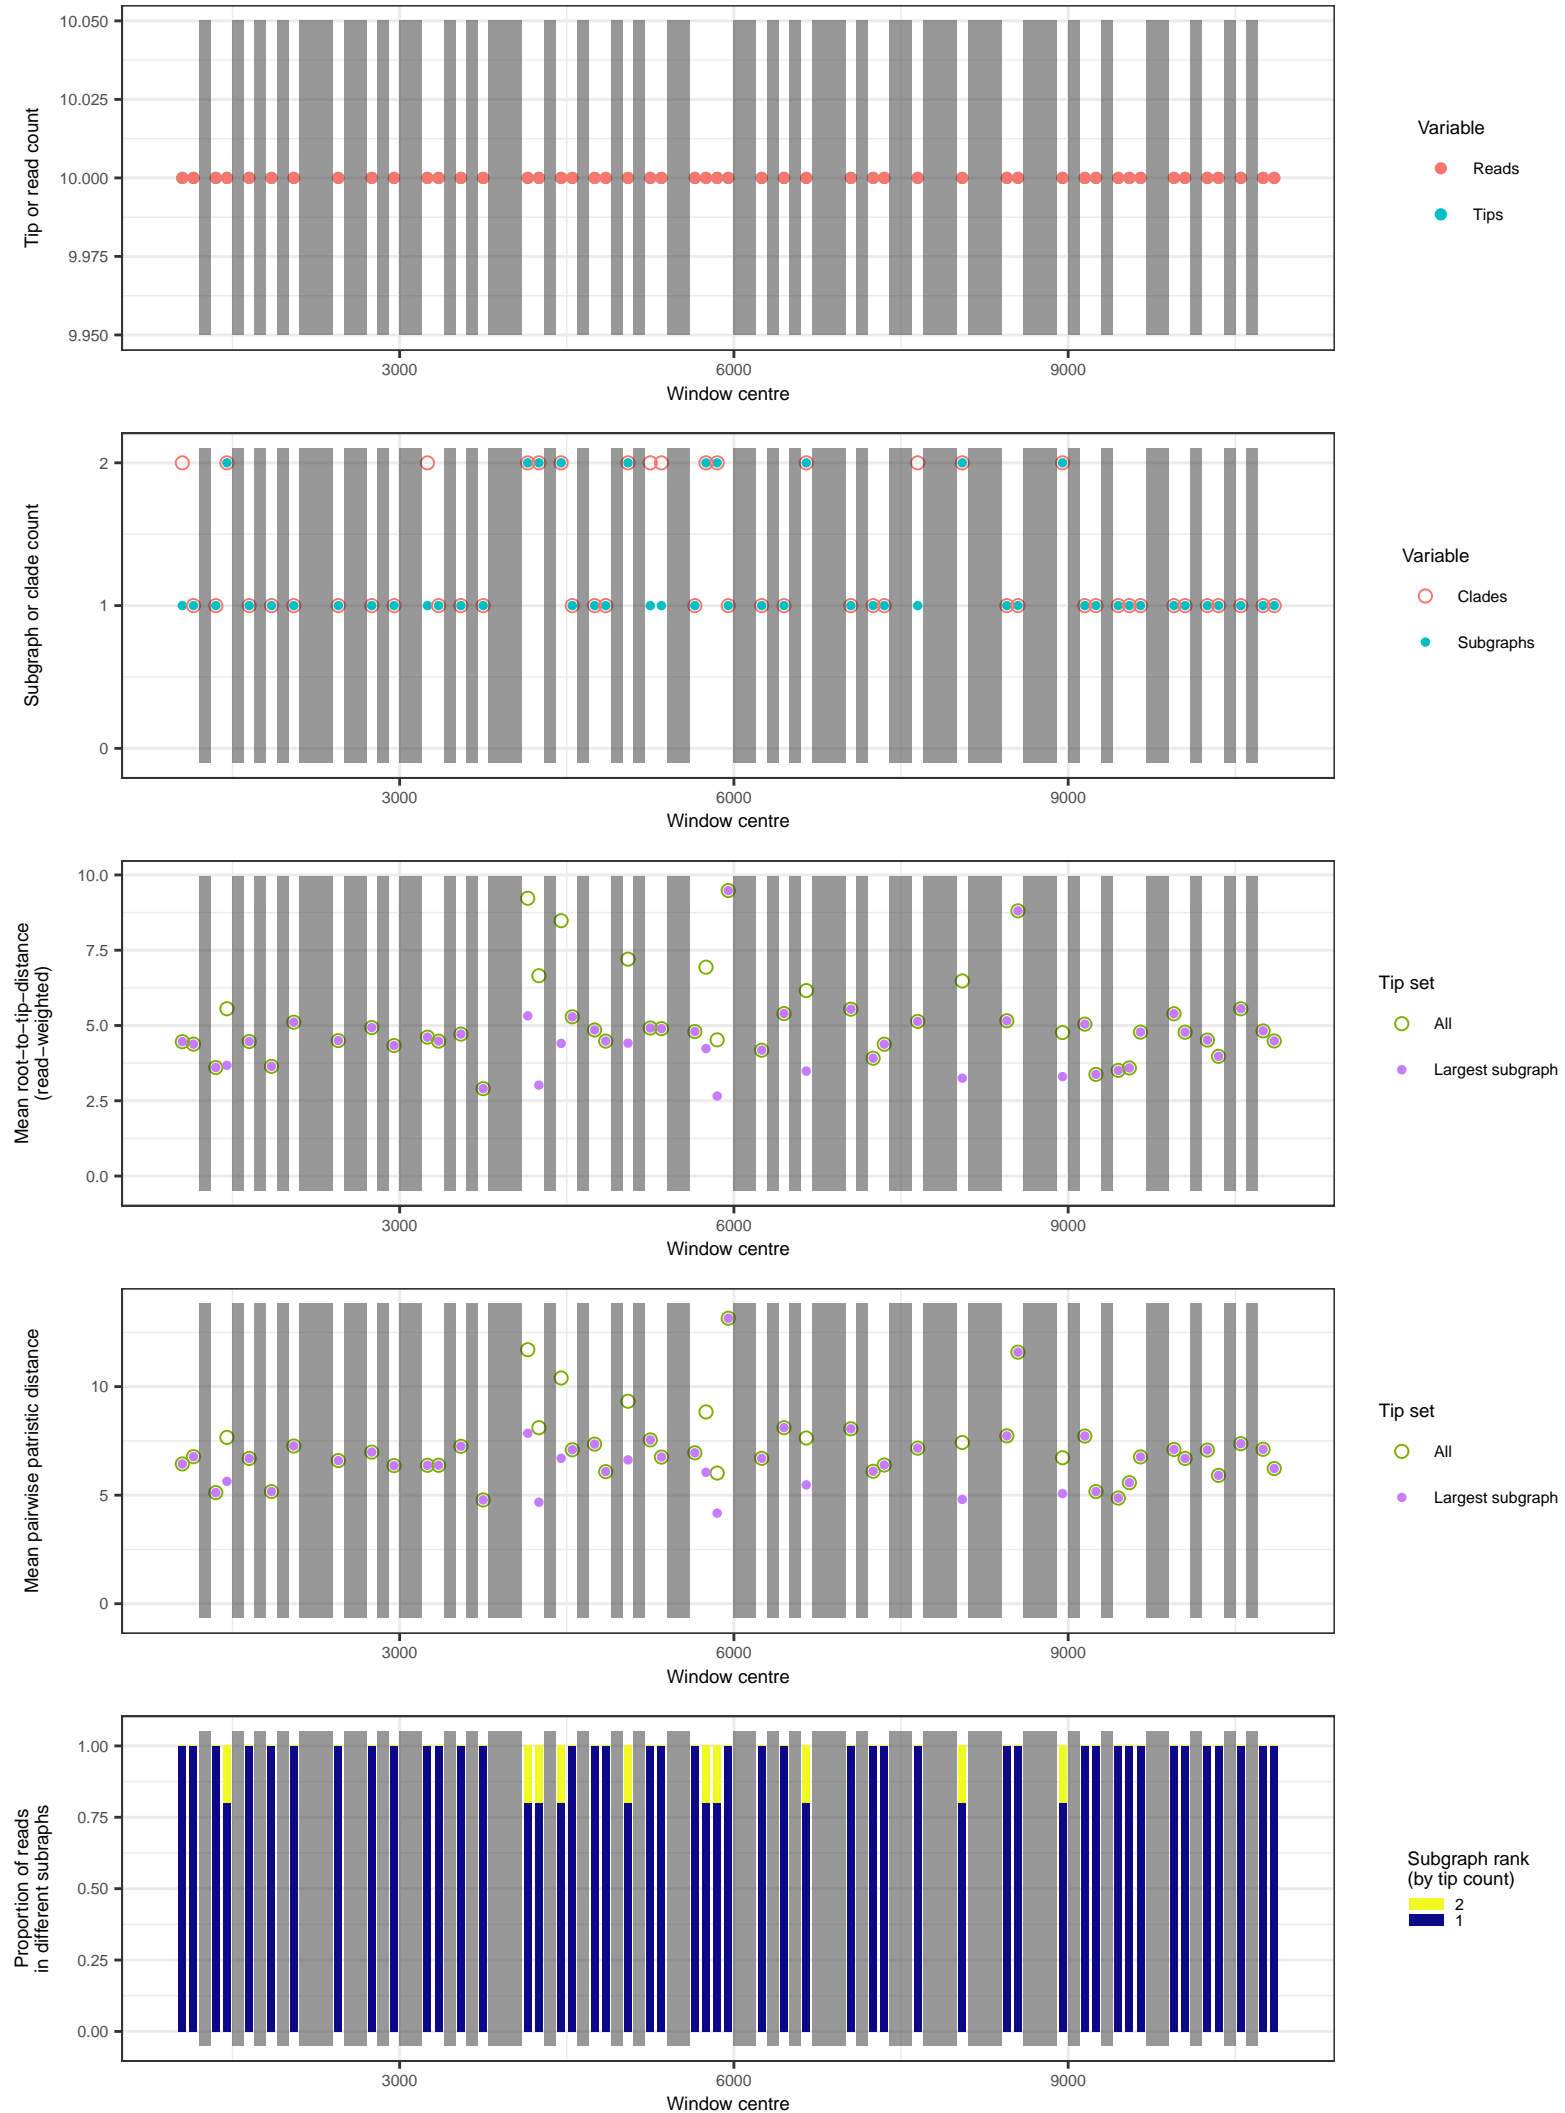 10.050
10.025
10.000
9.975
9.950
Tip or read count
3000
6000
9000
Window centre
Variable
Reads
Tips
2
1
0
Subgraph or clade count
3000
6000
9000
Window centre
Variable
Clades
Subgraphs
10.0
7.5
5.0
2.5
0.0
Mean root−to−tip−distance
(read−weighted)
3000
6000
9000
Window centre
Tip set
All
Largest subgraph
10
5
0
Mean pairwise patristic distance
3000
6000
9000
Window centre
Tip set
All
Largest subgraph
1.00
0.75
0.50
0.25
0.00
Proportion of reads
in different subraphs
3000
6000
9000
Window centre
Subgraph rank
(by tip count)
2
1